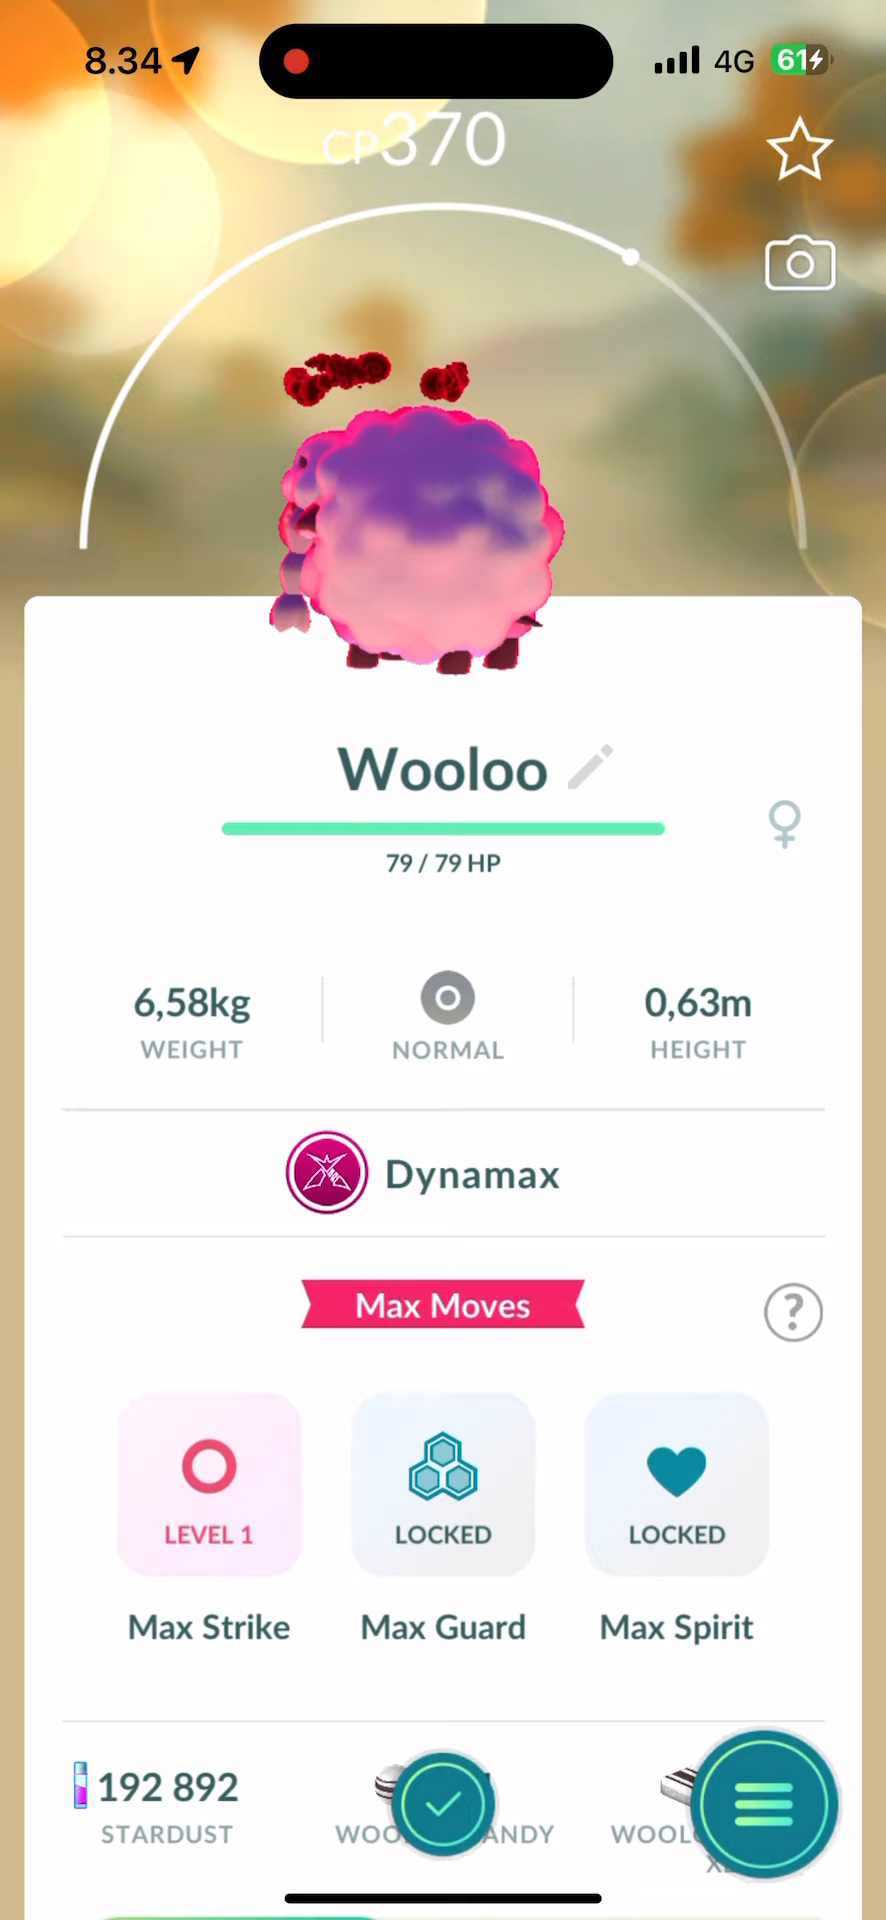 8.34
4G
61
CP370
Wooloo
79 / 79 HP
6,58kg
WEIGHT
NORMAL
0,63m
HEIGHT
Dynamax
Max Moves
?
LEVEL 1
LOCKED
LOCKED
Max Strike
Max Guard
Max Spirit
192 892
STARDUST